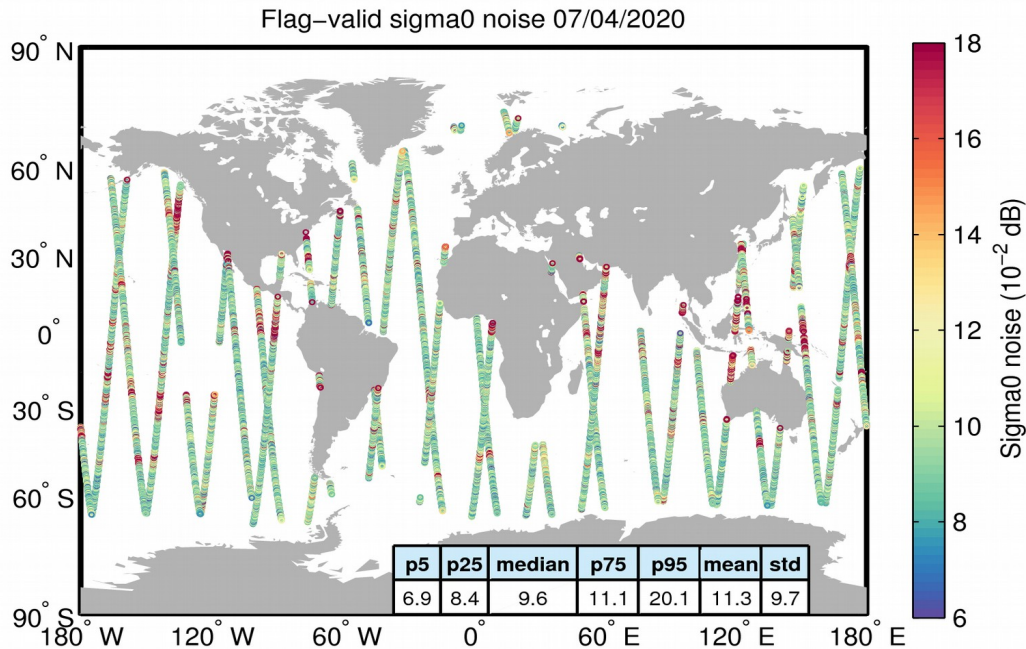 Flag−valid sigma0 noise 07/04/2020
90° N
60° N
30° N
0°
30° S
60° S
90° S
180° W
120° W
60° W
0°
60° E
120° E
180° E
p5 p25 median p75 p95 mean std
6.9 8.4 9.6 11.1 20.1 11.3 9.7
18
16
14
12
10
8
6
Sigma0 noise (10⁻² dB)